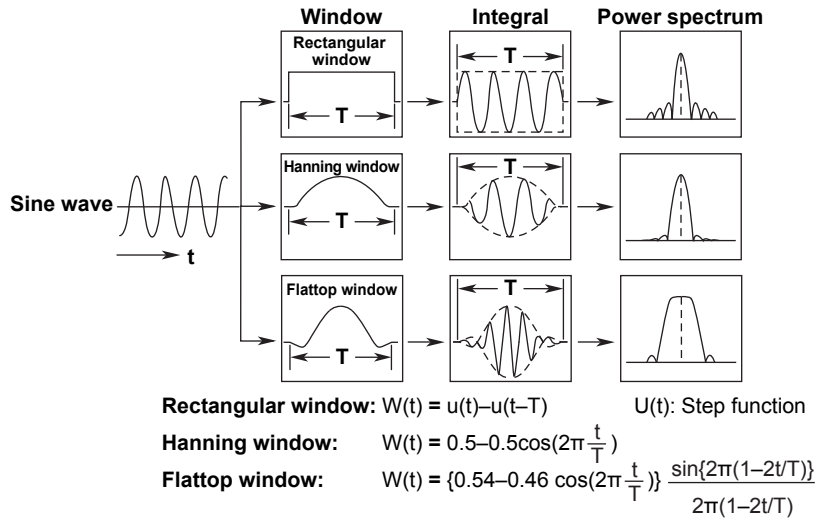 Window Integral Power spectrum
Rectangular
window
T
T
Hanning window
T
T
Sine wave
t
Flattop window
T
T
Rectangular window: W(t) = u(t)–u(t–T) U(t): Step function
Hanning window: W(t) = 0.5–0.5cos(2π t/T)
Flattop window: W(t) = {0.54–0.46 cos(2π t/T)} sin{2π(1–2t/T)}
2π(1–2t/T)